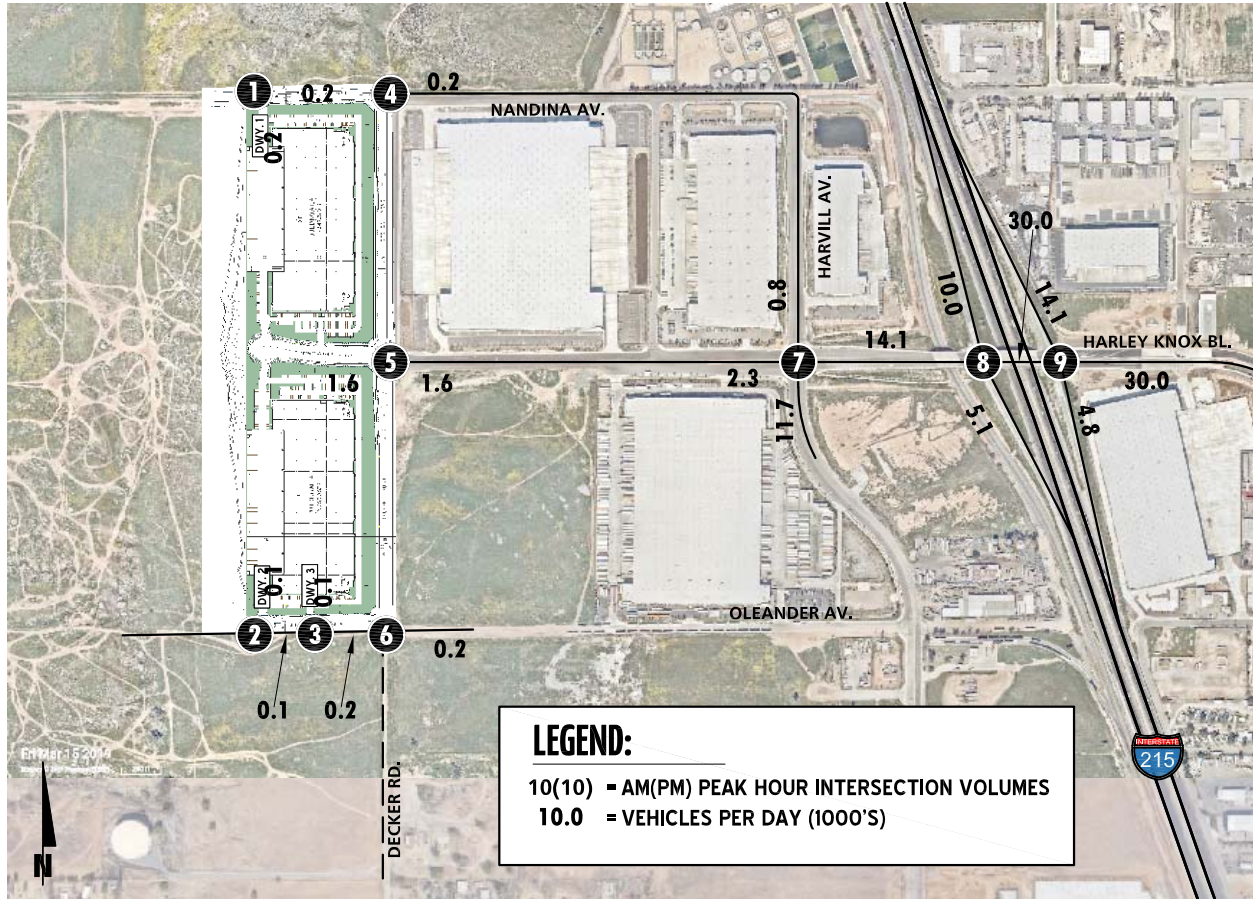 1
0.2
4
0.2
NANDINA AV.
DWY. 1
0.2
HARVILL AV.
0.8
30.0
10.0
14.1
14.1
HARLEY KNOX BL.
5
7
8
9
1.6
1.6
2.3
30.0
11.7
5.1
4.8
DWY. 2
0.1
DWY. 3
0.1
OLEANDER AV.
2
3
6
0.2
0.1
0.2
DECKER RD.
LEGEND:
10(10) = AM(PM) PEAK HOUR INTERSECTION VOLUMES
10.0 = VEHICLES PER DAY (1000'S)
INTERSTATE
215
N